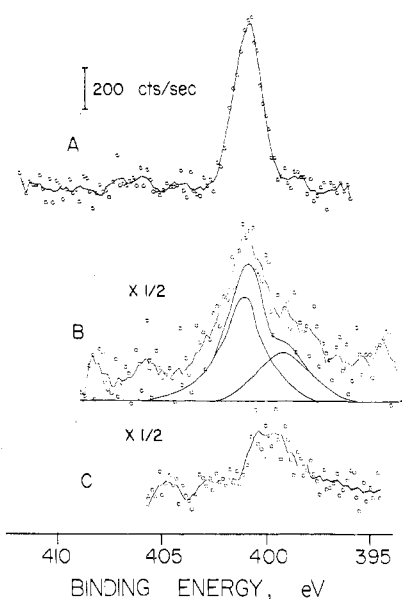 200 cts/sec
A
X 1/2
B
X 1/2
C
410 405 400 395
BINDING ENERGY, eV